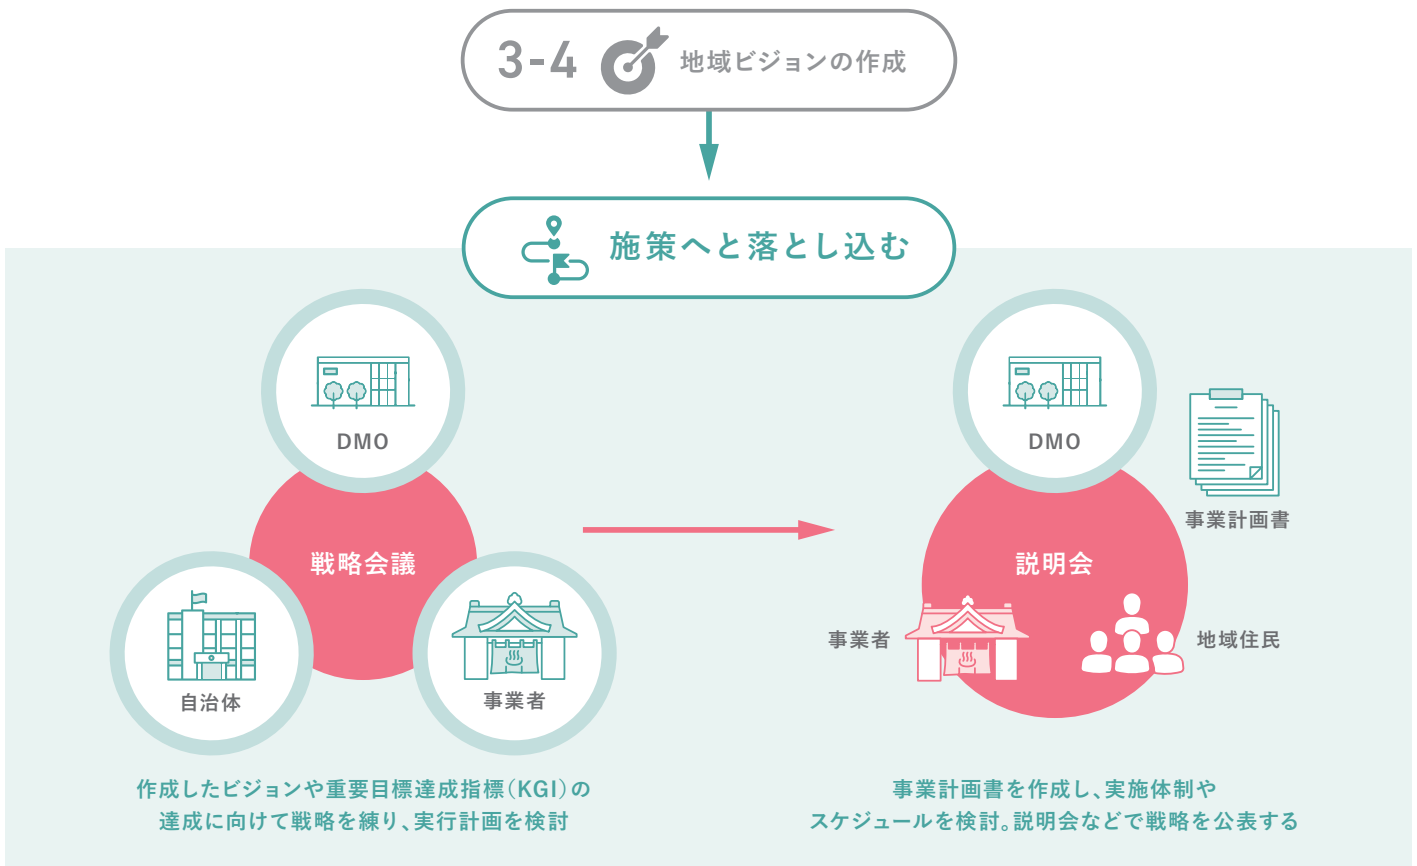 3-4 地域ビジョンの作成
施策へと落とし込む
DMO
戦略会議
自治体
事業者
作成したビジョンや重要目標達成指標（KGI）の
達成に向けて戦略を練り、実行計画を検討
DMO
事業計画書
説明会
事業者
地域住民
事業計画書を作成し、実施体制や
スケジュールを検討。説明会などで戦略を公表する